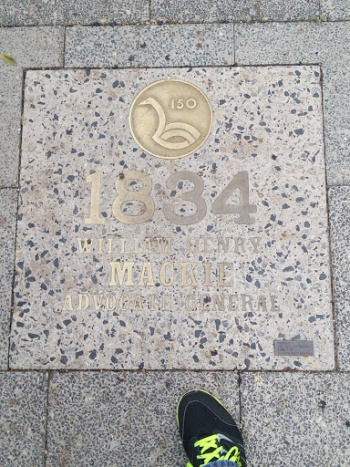 150
1834
WILLIAM HENRY
MACKIE
ADVOCATE GENERAL